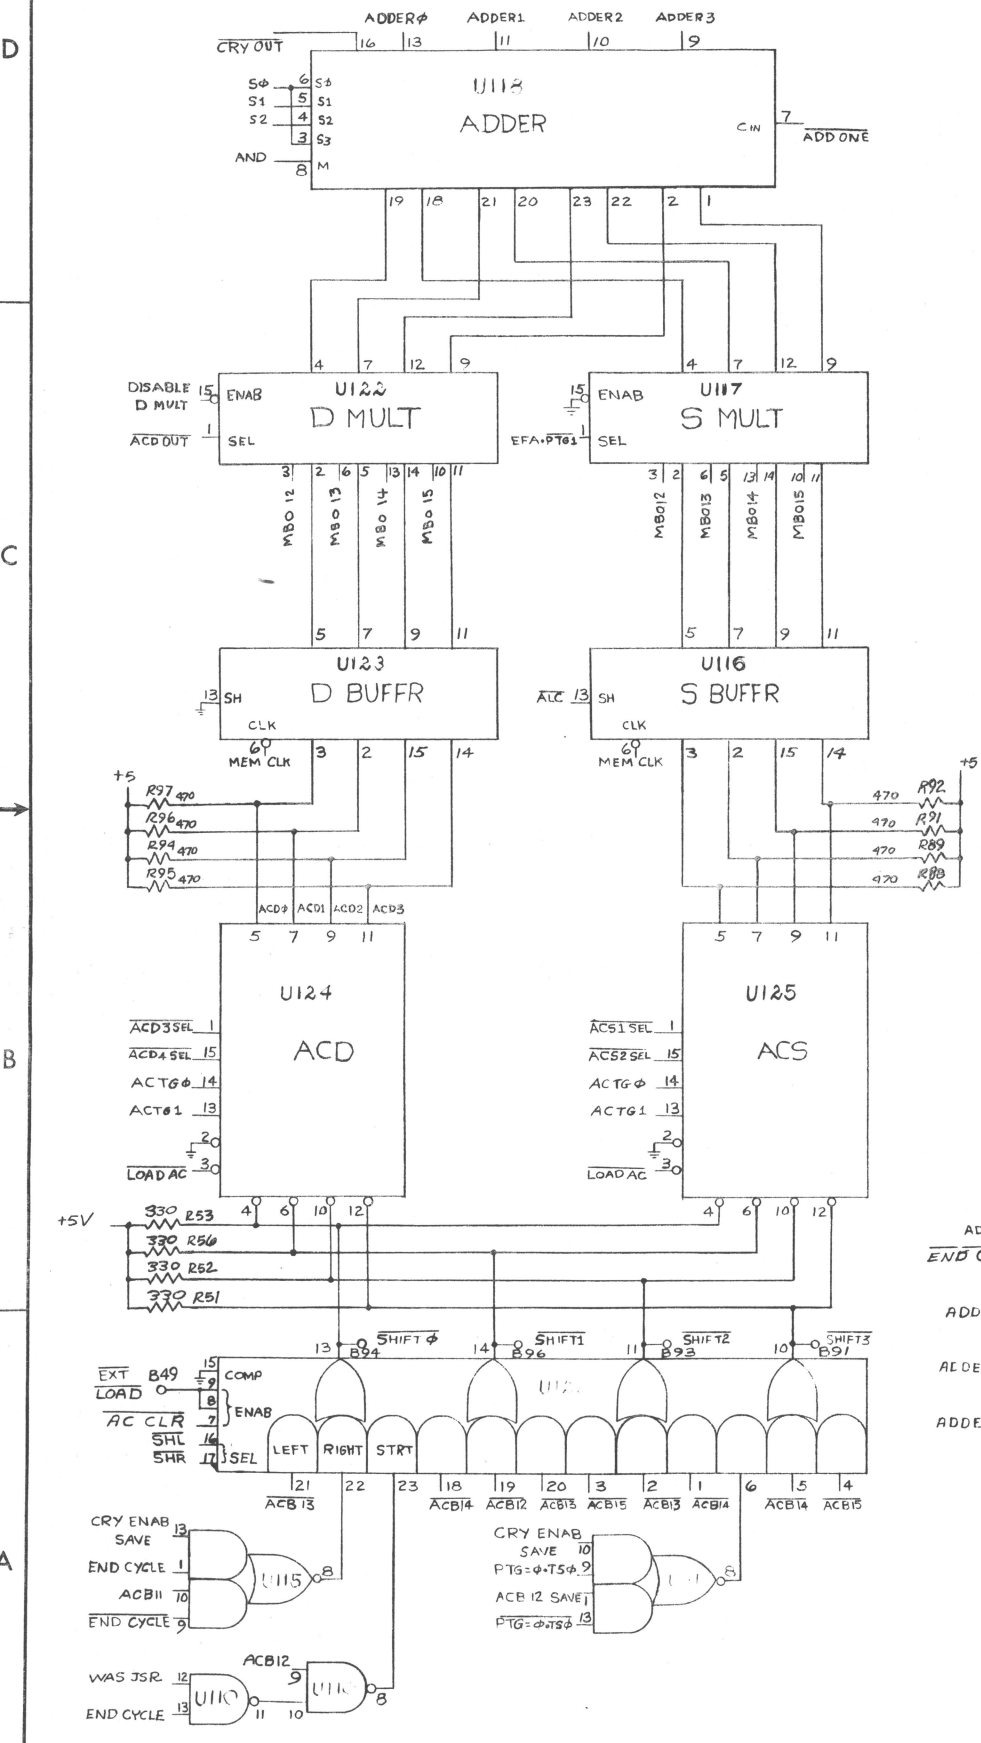 D
ADDERφ ADDER1 ADDER2 ADDER3
CRY OUT 16 13 11 10 9
Sφ 6 Sφ
S1 5 S1
S2 4 S2
3 S3
AND 8 M
U118
ADDER
CIN 7 ADD ONE
19 18 21 20 23 22 2 1
4 7 12 9
4 7 12 9
DISABLE D MULT 15 ENAB
ACD OUT 1 SEL
U122
D MULT
15 ENAB
EFA·PTG1 1 SEL
U117
S MULT
3 2 6 5 13 14 10 11
MBO 12 MBO 13 MBO 14 MBO 15
3 2 6 5 13 14 10 11
MBO12 MBO13 MBO14 MBO15
C
5 7 9 11
5 7 9 11
U123
D BUFFR
13 SH
CLK
6
MEM CLK
3 2 15 14
U116
S BUFFR
ALC 13 SH
CLK
6
MEM CLK
3 2 15 14
+5
R97 470
R96 470
R94 470
R95 470
+5
470 R92
470 R91
470 R89
470 R88
ACDφ ACD1 ACD2 ACD3
5 7 9 11
5 7 9 11
U124
ACD
ACD3SEL 1
ACD4SEL 15
ACTGφ 14
ACTG1 13
2
LOAD AC 3
4 6 10 12
B
U125
ACS
ACS1SEL 1
ACS2SEL 15
ACTGφ 14
ACTG1 13
2
LOAD AC 3
4 6 10 12
+5V
330 R53
330 R56
330 R52
330 R51
AD
END C
ADD
ADDE
ADDE
13 SHIFTφ B94
14 SHIFT1 B96
11 SHIFT2 B93
10 SHIFT3 B91
EXT LOAD B49
15 COMP
9
8
AC CLR 7
ENAB
SHL 16
SHR 17
SEL
LEFT RIGHT STRT
21 22 23 18 19 20 3 2 1 6 5 4
ACB13 ACB14 ACB12 ACB13 ACB15 ACB13 ACB14 ACB14 ACB15
A
CRY ENAB SAVE 13
END CYCLE 1
ACB11 10
END CYCLE 9
U115
8
CRY ENAB SAVE 10
PTG=φ·TSφ 9
ACB 12 SAVE 1
PTG=φ·TSφ 13
8
WAS JSR 12
END CYCLE 13
U110
11
ACB12
9
10
8